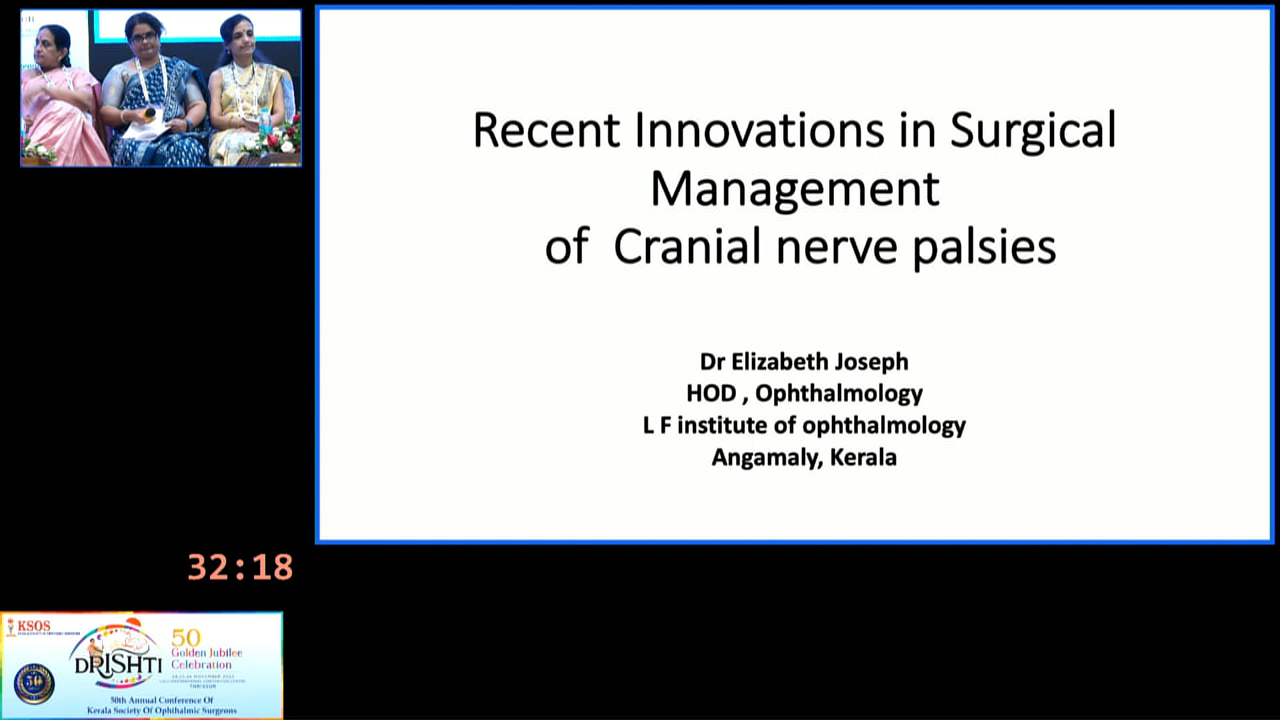 Recent Innovations in Surgical
Management
of Cranial nerve palsies
Dr Elizabeth Joseph
HOD , Ophthalmology
L F institute of ophthalmology
Angamaly, Kerala
32:18
KSOS
50
Golden Jubilee
Celebration
DRISHTI
50
50th Annual Conference Of
Kerala Society Of Ophthalmic Surgeons